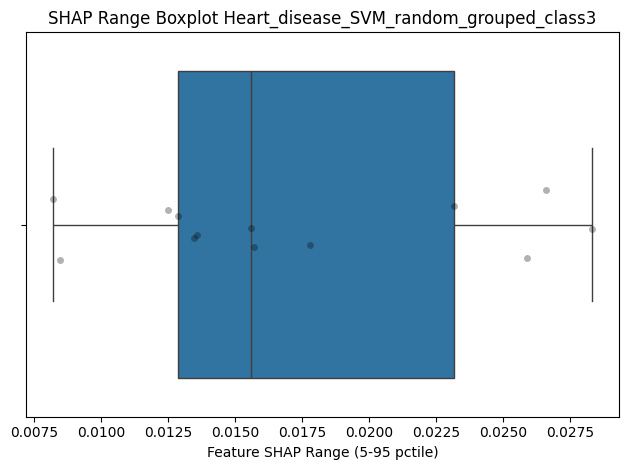 SHAP Range Boxplot Heart_disease_SVM_random_grouped_class3
0.0075 0.0100 0.0125 0.0150 0.0175 0.0200 0.0225 0.0250 0.0275
Feature SHAP Range (5-95 pctile)